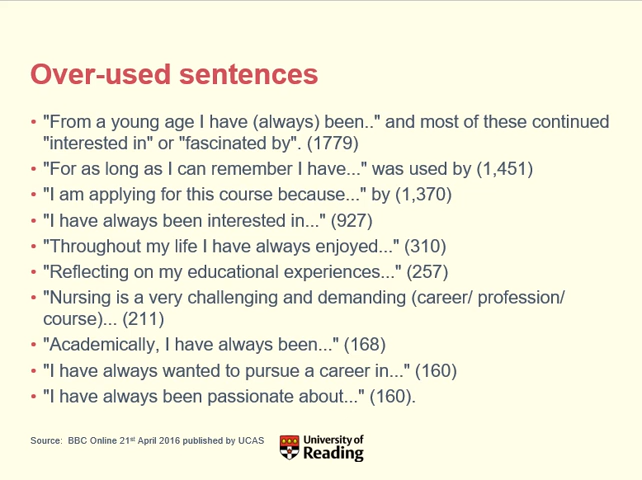 Over-used sentences
• "From a young age I have (always) been.." and most of these continued
"interested in" or "fascinated by". (1779)
• "For as long as I can remember I have..." was used by (1,451)
• "I am applying for this course because..." by (1,370)
• "I have always been interested in..." (927)
• "Throughout my life I have always enjoyed..." (310)
• "Reflecting on my educational experiences..." (257)
• "Nursing is a very challenging and demanding (career/ profession/
course)... (211)
• "Academically, I have always been..." (168)
• "I have always wanted to pursue a career in..." (160)
• "I have always been passionate about..." (160).
Source: BBC Online 21st April 2016 published by UCAS
University of
Reading